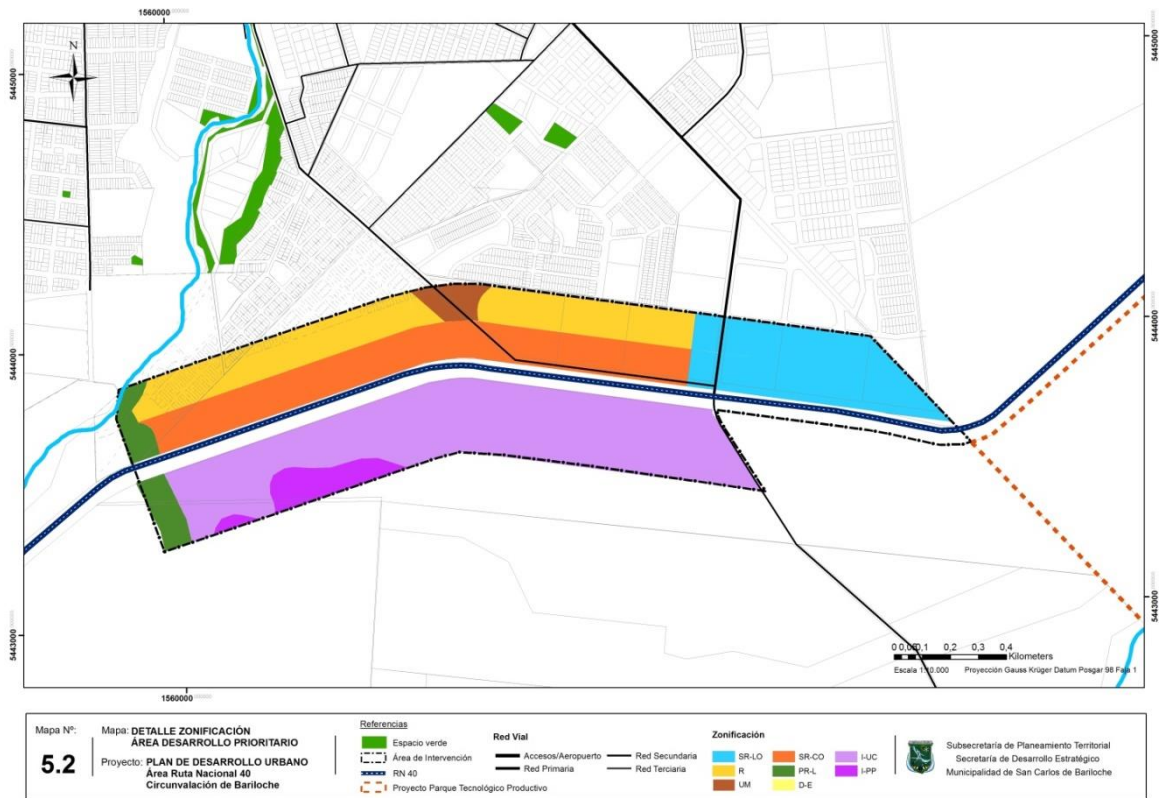 1560000
5445000
5445000
N
5444000
5444000
5443000
5443000
0 0,1 0,2 0,3 0,4
Kilometers
Escala 1:10.000 Proyección Gauss Krüger Datum Posgar 98 Faja 1
1560000
Mapa Nº:
5.2
Mapa: DETALLE ZONIFICACIÓN
ÁREA DESARROLLO PRIORITARIO
Proyecto: PLAN DE DESARROLLO URBANO
Área Ruta Nacional 40
Circunvalación de Bariloche
Referencias
Espacio verde
Área de Intervención
RN 40
Proyecto Parque Tecnológico Productivo
Red Vial
Accesos/Aeropuerto
Red Primaria
Red Secundaria
Red Terciaria
Zonificación
SR-LO
R
UM
SR-CO
PR-L
D-E
I-UC
I-PP
Subsecretaría de Planeamiento Territorial
Secretaría de Desarrollo Estratégico
Municipalidad de San Carlos de Bariloche